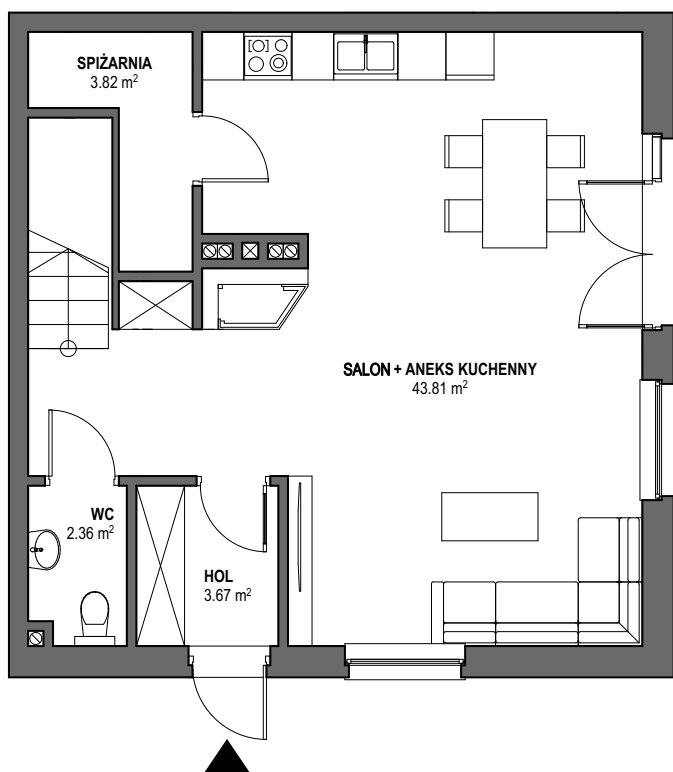 SPIŻARNIA
3.82 m²
SALON + ANEKS KUCHENNY
43.81 m²
WC
2.36 m²
HOL
3.67 m²